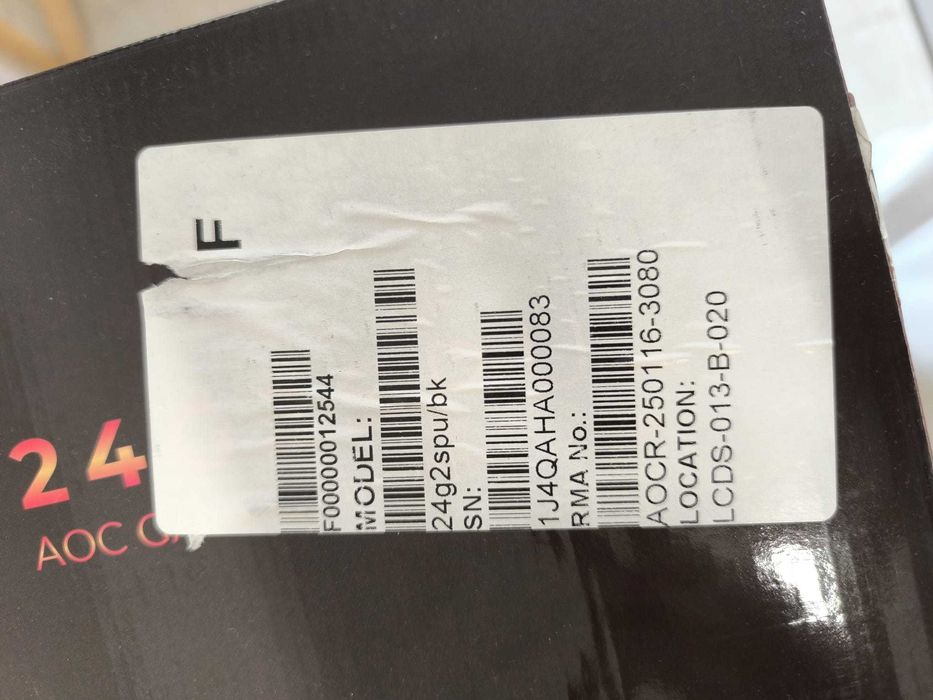 F
F00000012544
MODEL:
24g2spu/bk
SN:
1J4QAHA000083
RMA No.:
AOCR-250116-3080
LOCATION:
LCDS-013-B-020
24
AOC